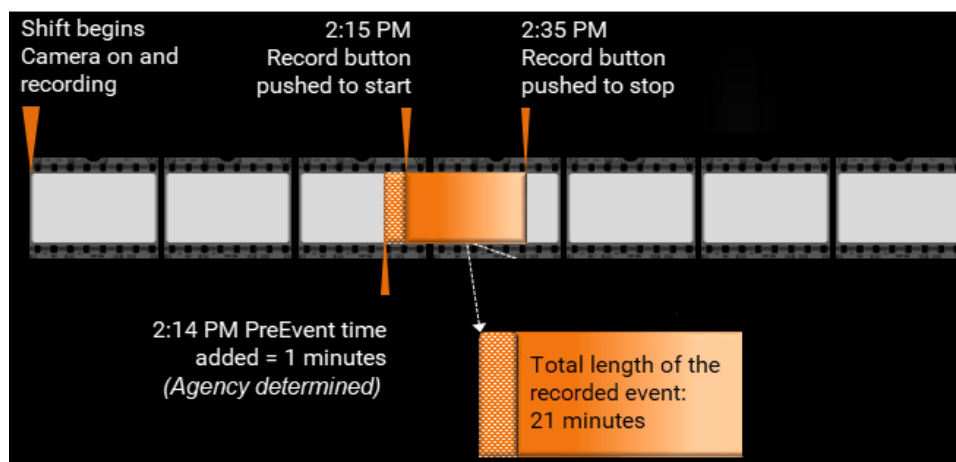 Shift begins
Camera on and
recording
2:15 PM
Record button
pushed to start
2:35 PM
Record button
pushed to stop
2:14 PM PreEvent time
added = 1 minutes
(Agency determined)
Total length of the
recorded event:
21 minutes